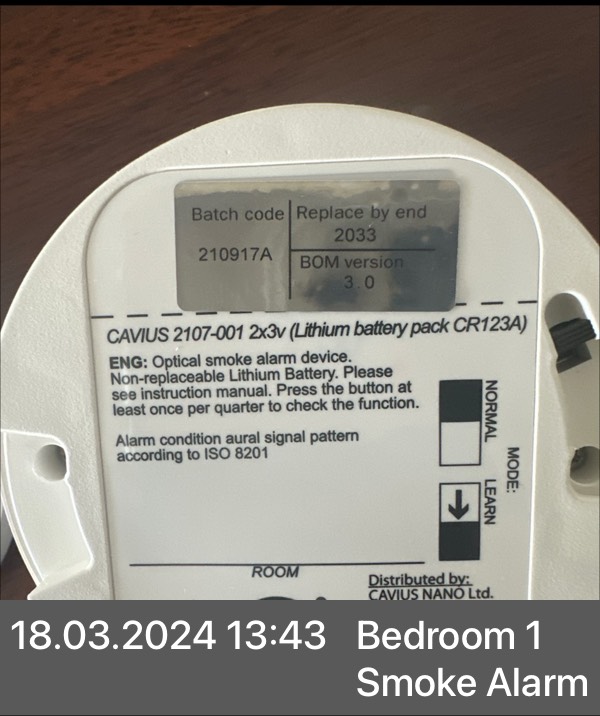 Batch code
210917A
Replace by end
2033
BOM version
3.0
CAVIUS 2107-001 2x3v (Lithium battery pack CR123A)
ENG: Optical smoke alarm device.
Non-replaceable Lithium Battery. Please
see instruction manual. Press the button at
least once per quarter to check the function.
Alarm condition aural signal pattern
according to ISO 8201
NORMAL
MODE:
LEARN
ROOM
Distributed by:
CAVIUS NANO Ltd.
18.03.2024 13:43
Bedroom 1
Smoke Alarm